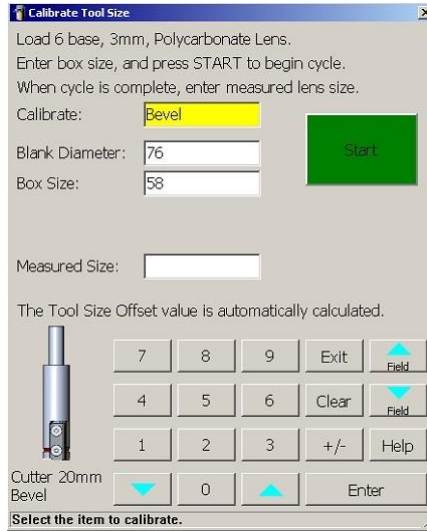 Calibrate Tool Size
Load 6 base, 3mm, Polycarbonate Lens.
Enter box size, and press START to begin cycle.
When cycle is complete, enter measured lens size.
Calibrate: Bevel
Start
Blank Diameter: 76
Box Size: 58
Measured Size:
The Tool Size Offset value is automatically calculated.
7 8 9 Exit Field
4 5 6 Clear Field
1 2 3 +/- Help
Cutter 20mm
Bevel
0 Enter
Select the item to calibrate.